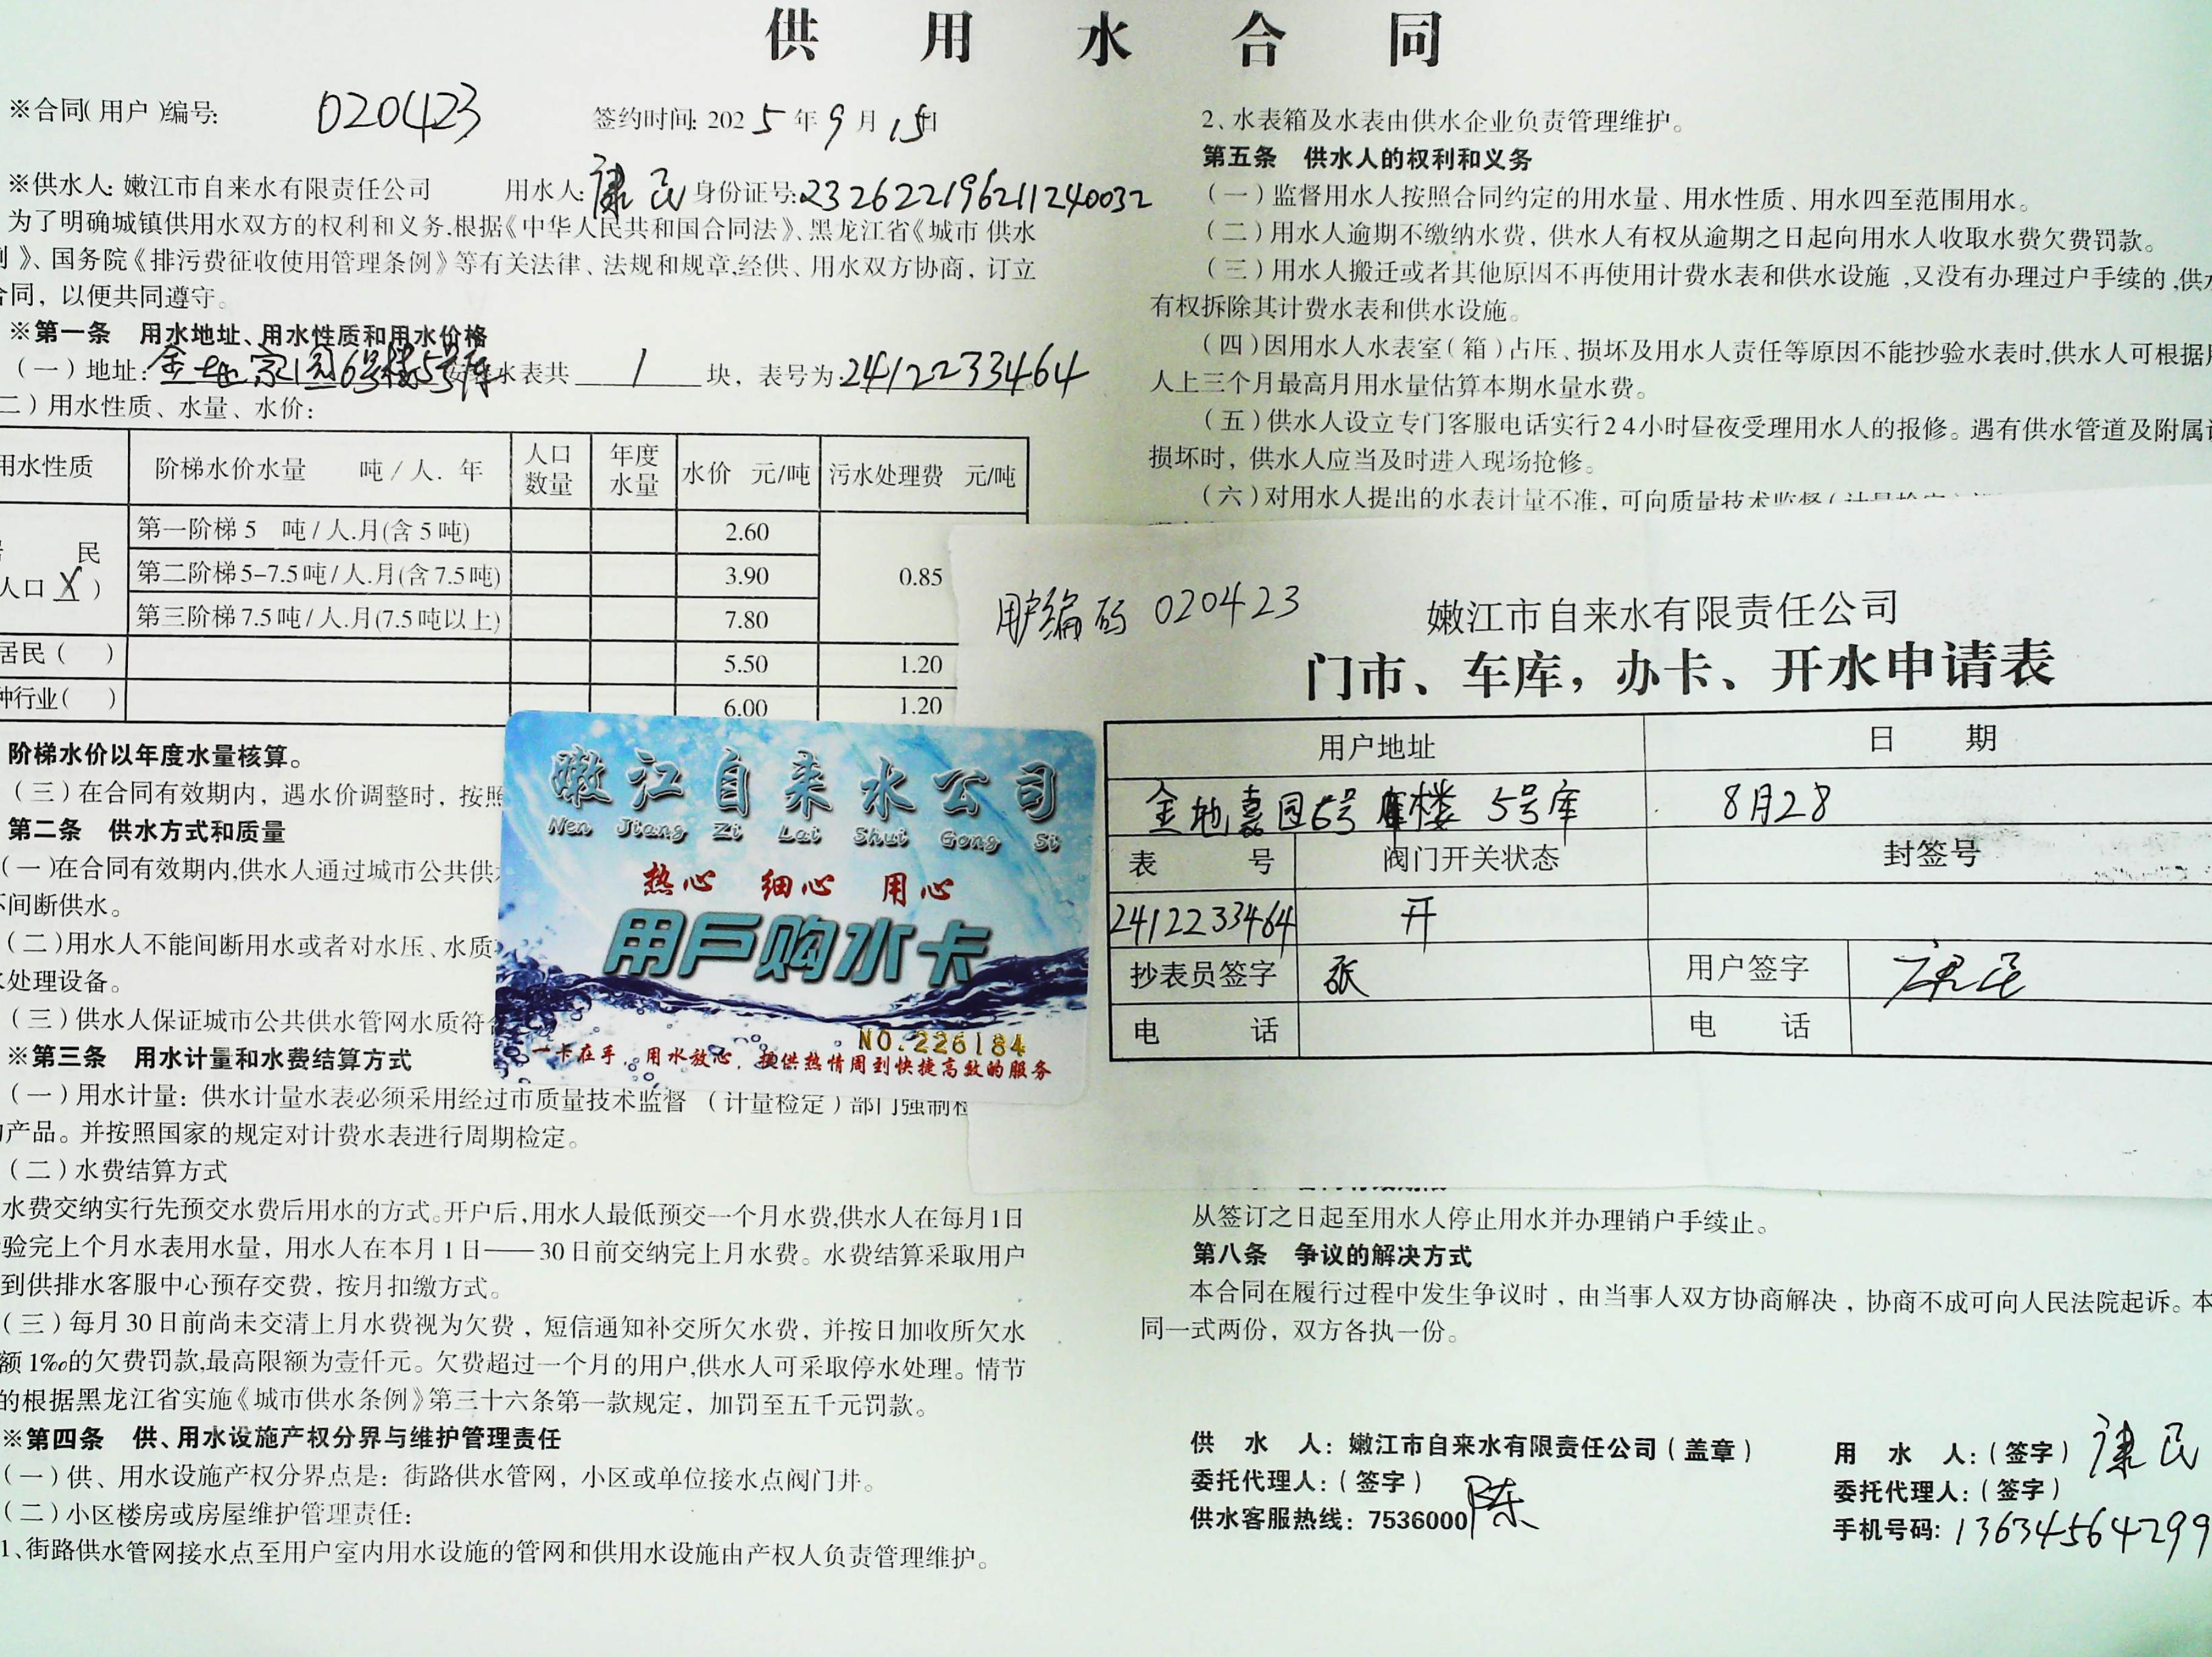 供 用 水 合 同
※合同(用户)编号: 020423 签约时间: 2025年9月15日
※供水人: 嫩江市自来水有限责任公司 用水人: 康民 身份证号: 232622196211240032
为了明确城镇供用水双方的权利和义务.根据《中华人民共和国合同法》、黑龙江省《城市 供水
》、国务院《排污费征收使用管理条例》等有关法律、法规和规章,经供、用水双方协商，订立
合同，以便共同遵守。
※第一条 用水地址、用水性质和用水价格
(一)地址: 金地家园6号楼5号库 水表共 1 块，表号为 2412233464
二)用水性质、水量、水价:
用水性质 阶梯水价水量 吨/人.年 人口数量 年度水量 水价 元/吨 污水处理费 元/吨
民
人口 X )
第一阶梯5 吨/人.月(含5吨) 2.60
第二阶梯5-7.5吨/人.月(含7.5吨) 3.90 0.85
第三阶梯7.5吨/人.月(7.5吨以上) 7.80
居民( ) 5.50 1.20
种行业( ) 6.00 1.20
阶梯水价以年度水量核算。
(三)在合同有效期内，遇水价调整时，按照
第二条 供水方式和质量
(一)在合同有效期内,供水人通过城市公共供
间断供水。
(二)用水人不能间断用水或者对水压、水质
处理设备。
(三)供水人保证城市公共供水管网水质符合
※第三条 用水计量和水费结算方式
(一)用水计量: 供水计量水表必须采用经过市质量技术监督 (计量检定)部门强制检
产品。并按照国家的规定对计费水表进行周期检定。
(二)水费结算方式
水费交纳实行先预交水费后用水的方式。开户后,用水人最低预交一个月水费,供水人在每月1日
验完上个月水表用水量，用水人在本月1日——30日前交纳完上月水费。水费结算采取用户
到供排水客服中心预存交费，按月扣缴方式。
(三)每月30日前尚未交清上月水费视为欠费，短信通知补交所欠水费，并按日加收所欠水
额1‰的欠费罚款,最高限额为壹仟元。欠费超过一个月的用户,供水人可采取停水处理。情节
的根据黑龙江省实施《城市供水条例》第三十六条第一款规定，加罚至五千元罚款。
※第四条 供、用水设施产权分界与维护管理责任
(一)供、用水设施产权分界点是: 街路供水管网，小区或单位接水点阀门井。
(二)小区楼房或房屋维护管理责任:
1、街路供水管网接水点至用户室内用水设施的管网和供用水设施由产权人负责管理维护。
2、水表箱及水表由供水企业负责管理维护。
第五条 供水人的权利和义务
(一)监督用水人按照合同约定的用水量、用水性质、用水四至范围用水。
(二)用水人逾期不缴纳水费，供水人有权从逾期之日起向用水人收取水费欠费罚款。
(三)用水人搬迁或者其他原因不再使用计费水表和供水设施，又没有办理过户手续的,供水
有权拆除其计费水表和供水设施。
(四)因用水人水表室(箱)占压、损坏及用水人责任等原因不能抄验水表时,供水人可根据用
人上三个月最高月用水量估算本期水量水费。
(五)供水人设立专门客服电话实行24小时昼夜受理用水人的报修。遇有供水管道及附属设
损坏时，供水人应当及时进入现场抢修。
(六)对用水人提出的水表计量不准，可向质量技术监督(计量检定)
用户编码 020423
嫩江市自来水有限责任公司
门市、车库，办卡、开水申请表
用户地址 日 期
金地嘉园6号楼 5号库 8月28
表 号 阀门开关状态 封签号
2412233464 开
抄表员签字 张 用户签字 康民
电 话 电 话
嫩江自来水公司
Nen Jiang Zi Lai Shui Gong Si
热心 细心 用心
用户购水卡
NO.226184
一卡在手，用水放心，提供热情周到快捷高效的服务
从签订之日起至用水人停止用水并办理销户手续止。
第八条 争议的解决方式
本合同在履行过程中发生争议时，由当事人双方协商解决，协商不成可向人民法院起诉。本
同一式两份，双方各执一份。
供 水 人: 嫩江市自来水有限责任公司(盖章) 用 水 人:(签字) 康民
委托代理人:(签字) 陈 委托代理人:(签字)
供水客服热线: 7536000 手机号码: 13634564299